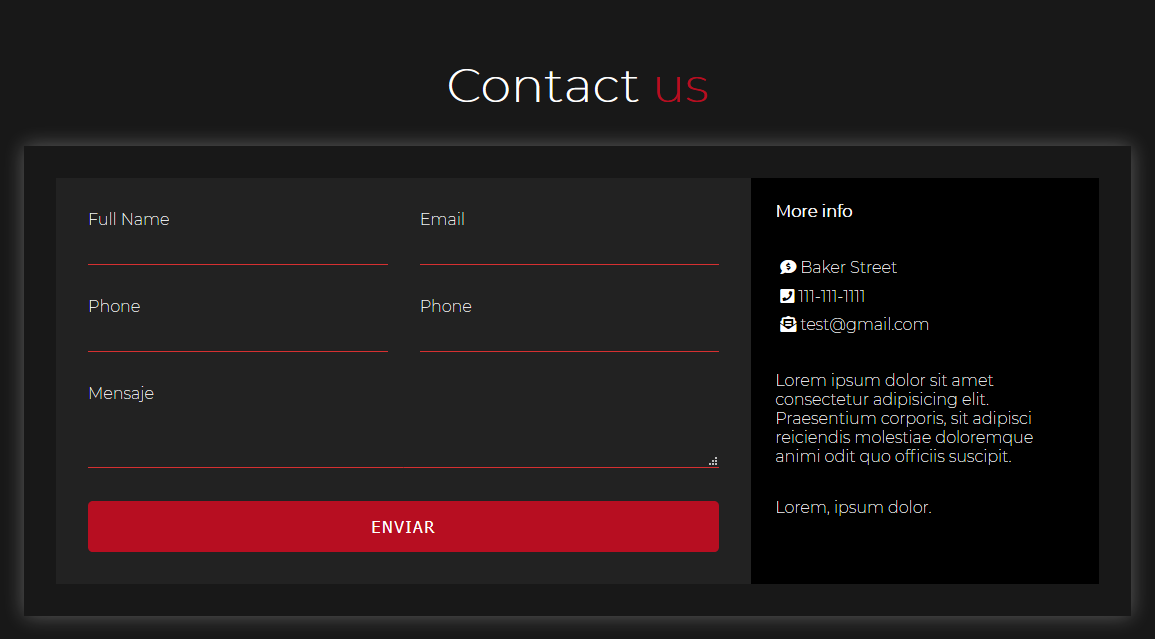 Contact us
Full Name
Email
Phone
Phone
Mensaje
ENVIAR
More info
Baker Street
111-111-1111
test@gmail.com
Lorem ipsum dolor sit amet
consectetur adipisicing elit.
Praesentium corporis, sit adipisci
reiciendis molestiae doloremque
animi odit quo officiis suscipit.
Lorem, ipsum dolor.